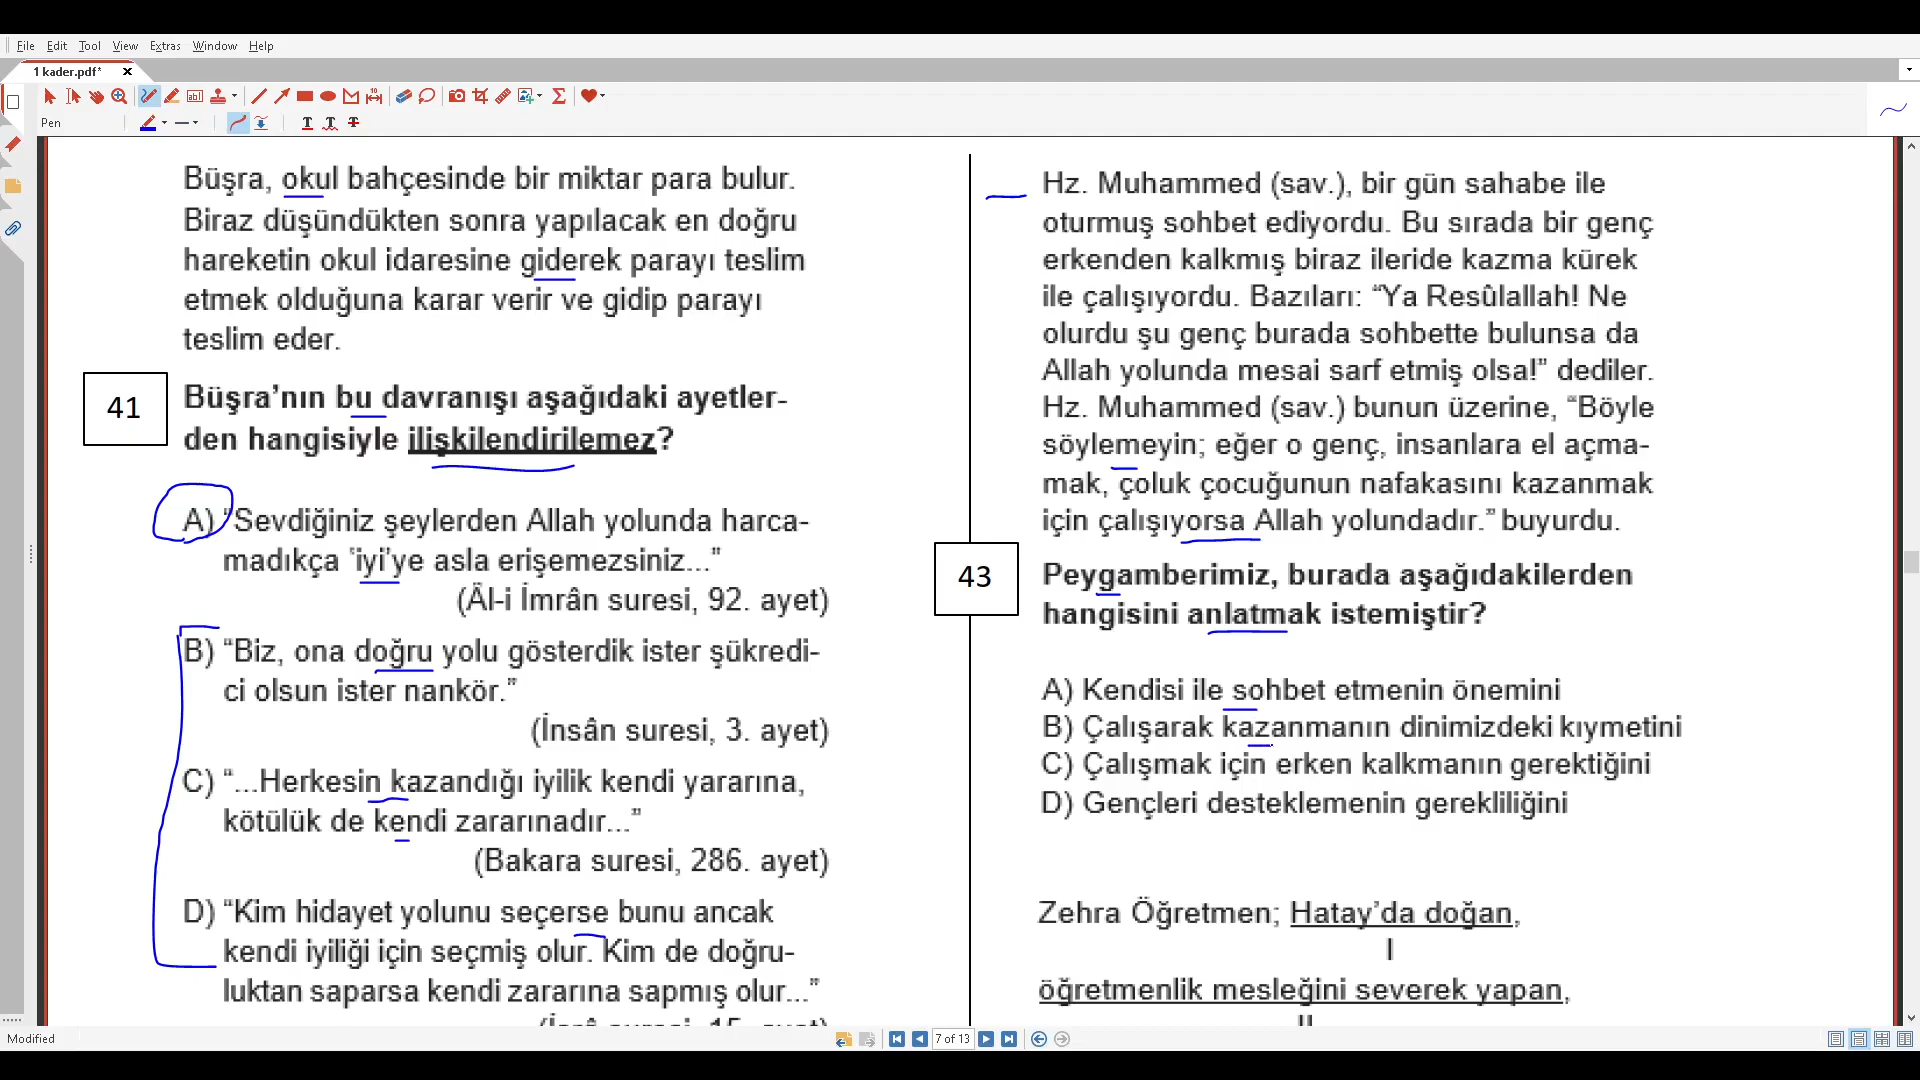 File Edit Tool View Extras Window Help
1 kader.pdf*
Pen
Büşra, okul bahçesinde bir miktar para bulur.
Biraz düşündükten sonra yapılacak en doğru
hareketin okul idaresine giderek parayı teslim
etmek olduğuna karar verir ve gidip parayı
teslim eder.
41
Büşra’nın bu davranışı aşağıdaki ayetler-
den hangisiyle ilişkilendirilemez?
A) “Sevdiğiniz şeylerden Allah yolunda harca-
madıkça ‘iyi’ye asla erişemezsiniz...”
(Âl-i İmrân suresi, 92. ayet)
B) “Biz, ona doğru yolu gösterdik ister şükredi-
ci olsun ister nankör.”
(İnsân suresi, 3. ayet)
C) “...Herkesin kazandığı iyilik kendi yararına,
kötülük de kendi zararınadır...”
(Bakara suresi, 286. ayet)
D) “Kim hidayet yolunu seçerse bunu ancak
kendi iyiliği için seçmiş olur. Kim de doğru-
luktan saparsa kendi zararına sapmış olur...”
Hz. Muhammed (sav.), bir gün sahabe ile
oturmuş sohbet ediyordu. Bu sırada bir genç
erkenden kalkmış biraz ileride kazma kürek
ile çalışıyordu. Bazıları: “Ya Resûlallah! Ne
olurdu şu genç burada sohbette bulunsa da
Allah yolunda mesai sarf etmiş olsa!” dediler.
Hz. Muhammed (sav.) bunun üzerine, “Böyle
söylemeyin; eğer o genç, insanlara el açma-
mak, çoluk çocuğunun nafakasını kazanmak
için çalışıyorsa Allah yolundadır.” buyurdu.
43
Peygamberimiz, burada aşağıdakilerden
hangisini anlatmak istemiştir?
A) Kendisi ile sohbet etmenin önemini
B) Çalışarak kazanmanın dinimizdeki kıymetini
C) Çalışmak için erken kalkmanın gerektiğini
D) Gençleri desteklemenin gerekliliğini
Zehra Öğretmen; Hatay’da doğan,
I
öğretmenlik mesleğini severek yapan,
II
Modified
7 of 13